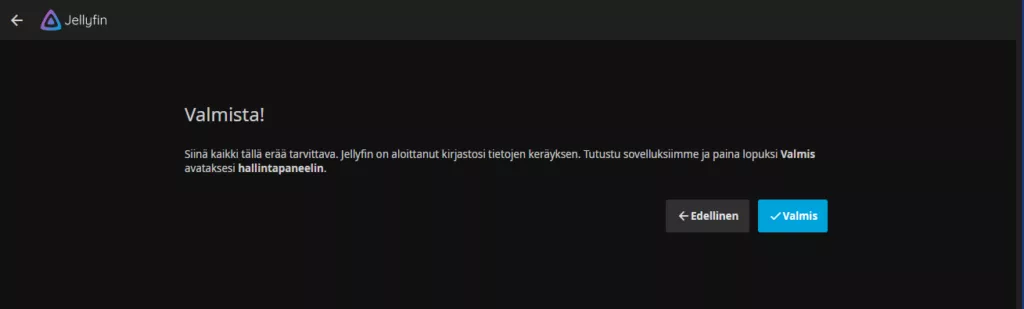 Jellyfin
Valmista!
Siinä kaikki tällä erää tarvittava. Jellyfin on aloittanut kirjastosi tietojen keräyksen. Tutustu sovelluksiimme ja paina lopuksi Valmis
avataksesi hallintapaneelin.
Edellinen
Valmis